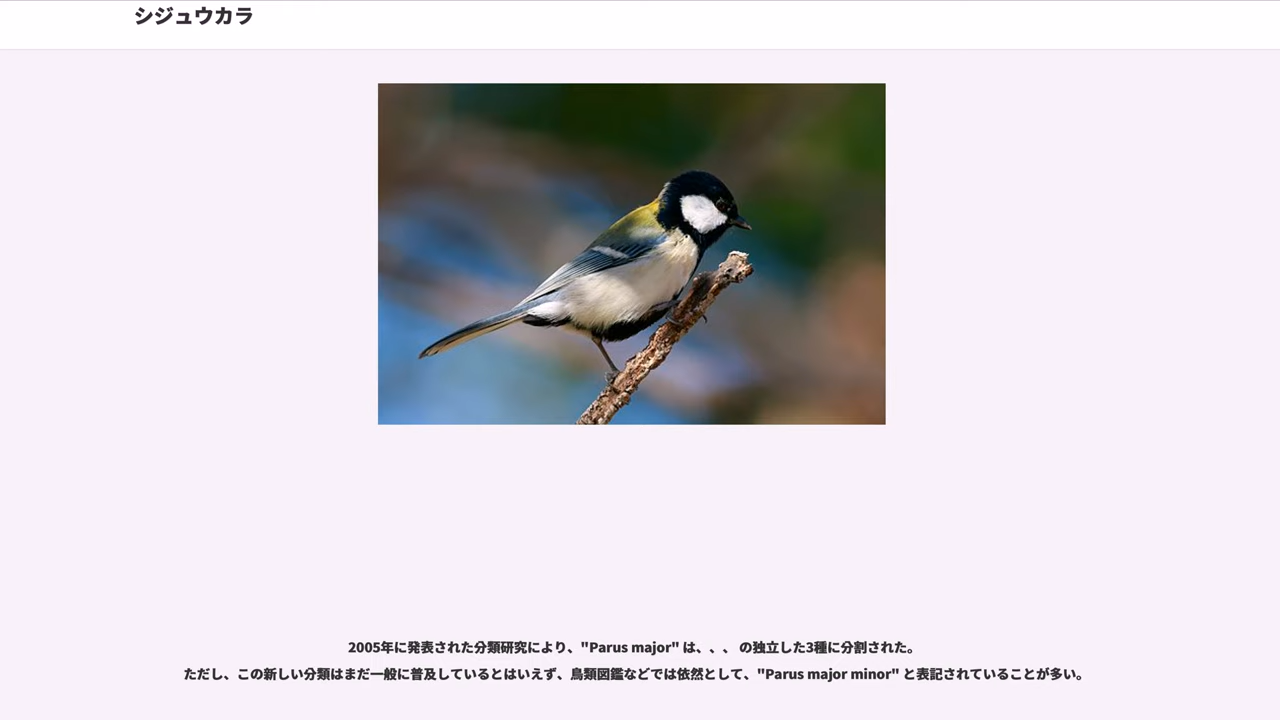 シジュウカラ
2005年に発表された分類研究により、"Parus major" は、、、 の独立した3種に分割された。
ただし、この新しい分類はまだ一般に普及しているとはいえず、鳥類図鑑などでは依然として、"Parus major minor" と表記されていることが多い。